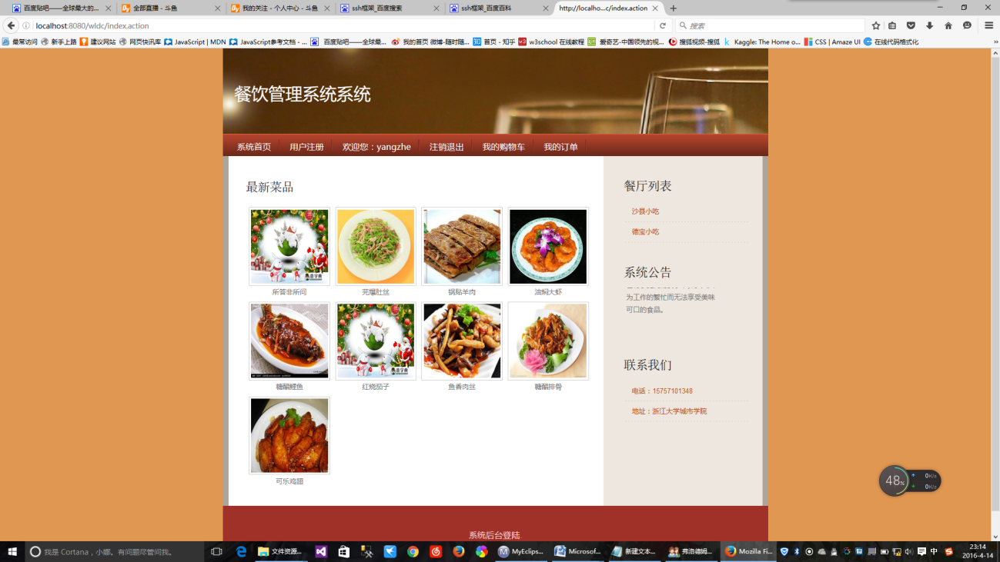 百度贴吧——全球最大的... 全部直播 - 斗鱼 我的关注 - 个人中心 - 斗鱼 ssh框架_百度搜索 ssh框架_百度百科 http://localho...c/index.action
localhost:8080/wldc/index.action 搜索
最常访问 新手上路 建议网站 网页快讯库 JavaScript | MDN JavaScript参考文档 - ... 百度贴吧——全球最... 我的首页 微博-随时随... 首页 - 知乎 w3school 在线教程 爱奇艺-中国领先的视... 搜狐视频-搜狐 Kaggle: The Home o... CSS | Amaze UI 在线代码格式化
餐饮管理系统系统
系统首页 用户注册 欢迎您：yangzhe 注销退出 我的购物车 我的订单
最新菜品
所答非所问 芫爆肚丝 锅贴羊肉 油焖大虾
糖醋鲤鱼 红烧茄子 鱼香肉丝 糖醋排骨
可乐鸡翅
餐厅列表
沙县小吃
德宝小吃
系统公告
为工作的繁忙而无法享受美味
可口的食品。
联系我们
电话：15757101348
地址：浙江大学城市学院
48%
0K/s
0K/s
系统后台登陆
我是 Cortana，小娜。有问题尽管问我。 文件资源... MyEclips... Microsof... 新建文本... 弗洛德姆... Mozilla Fi... 中
23:14
2016-4-14